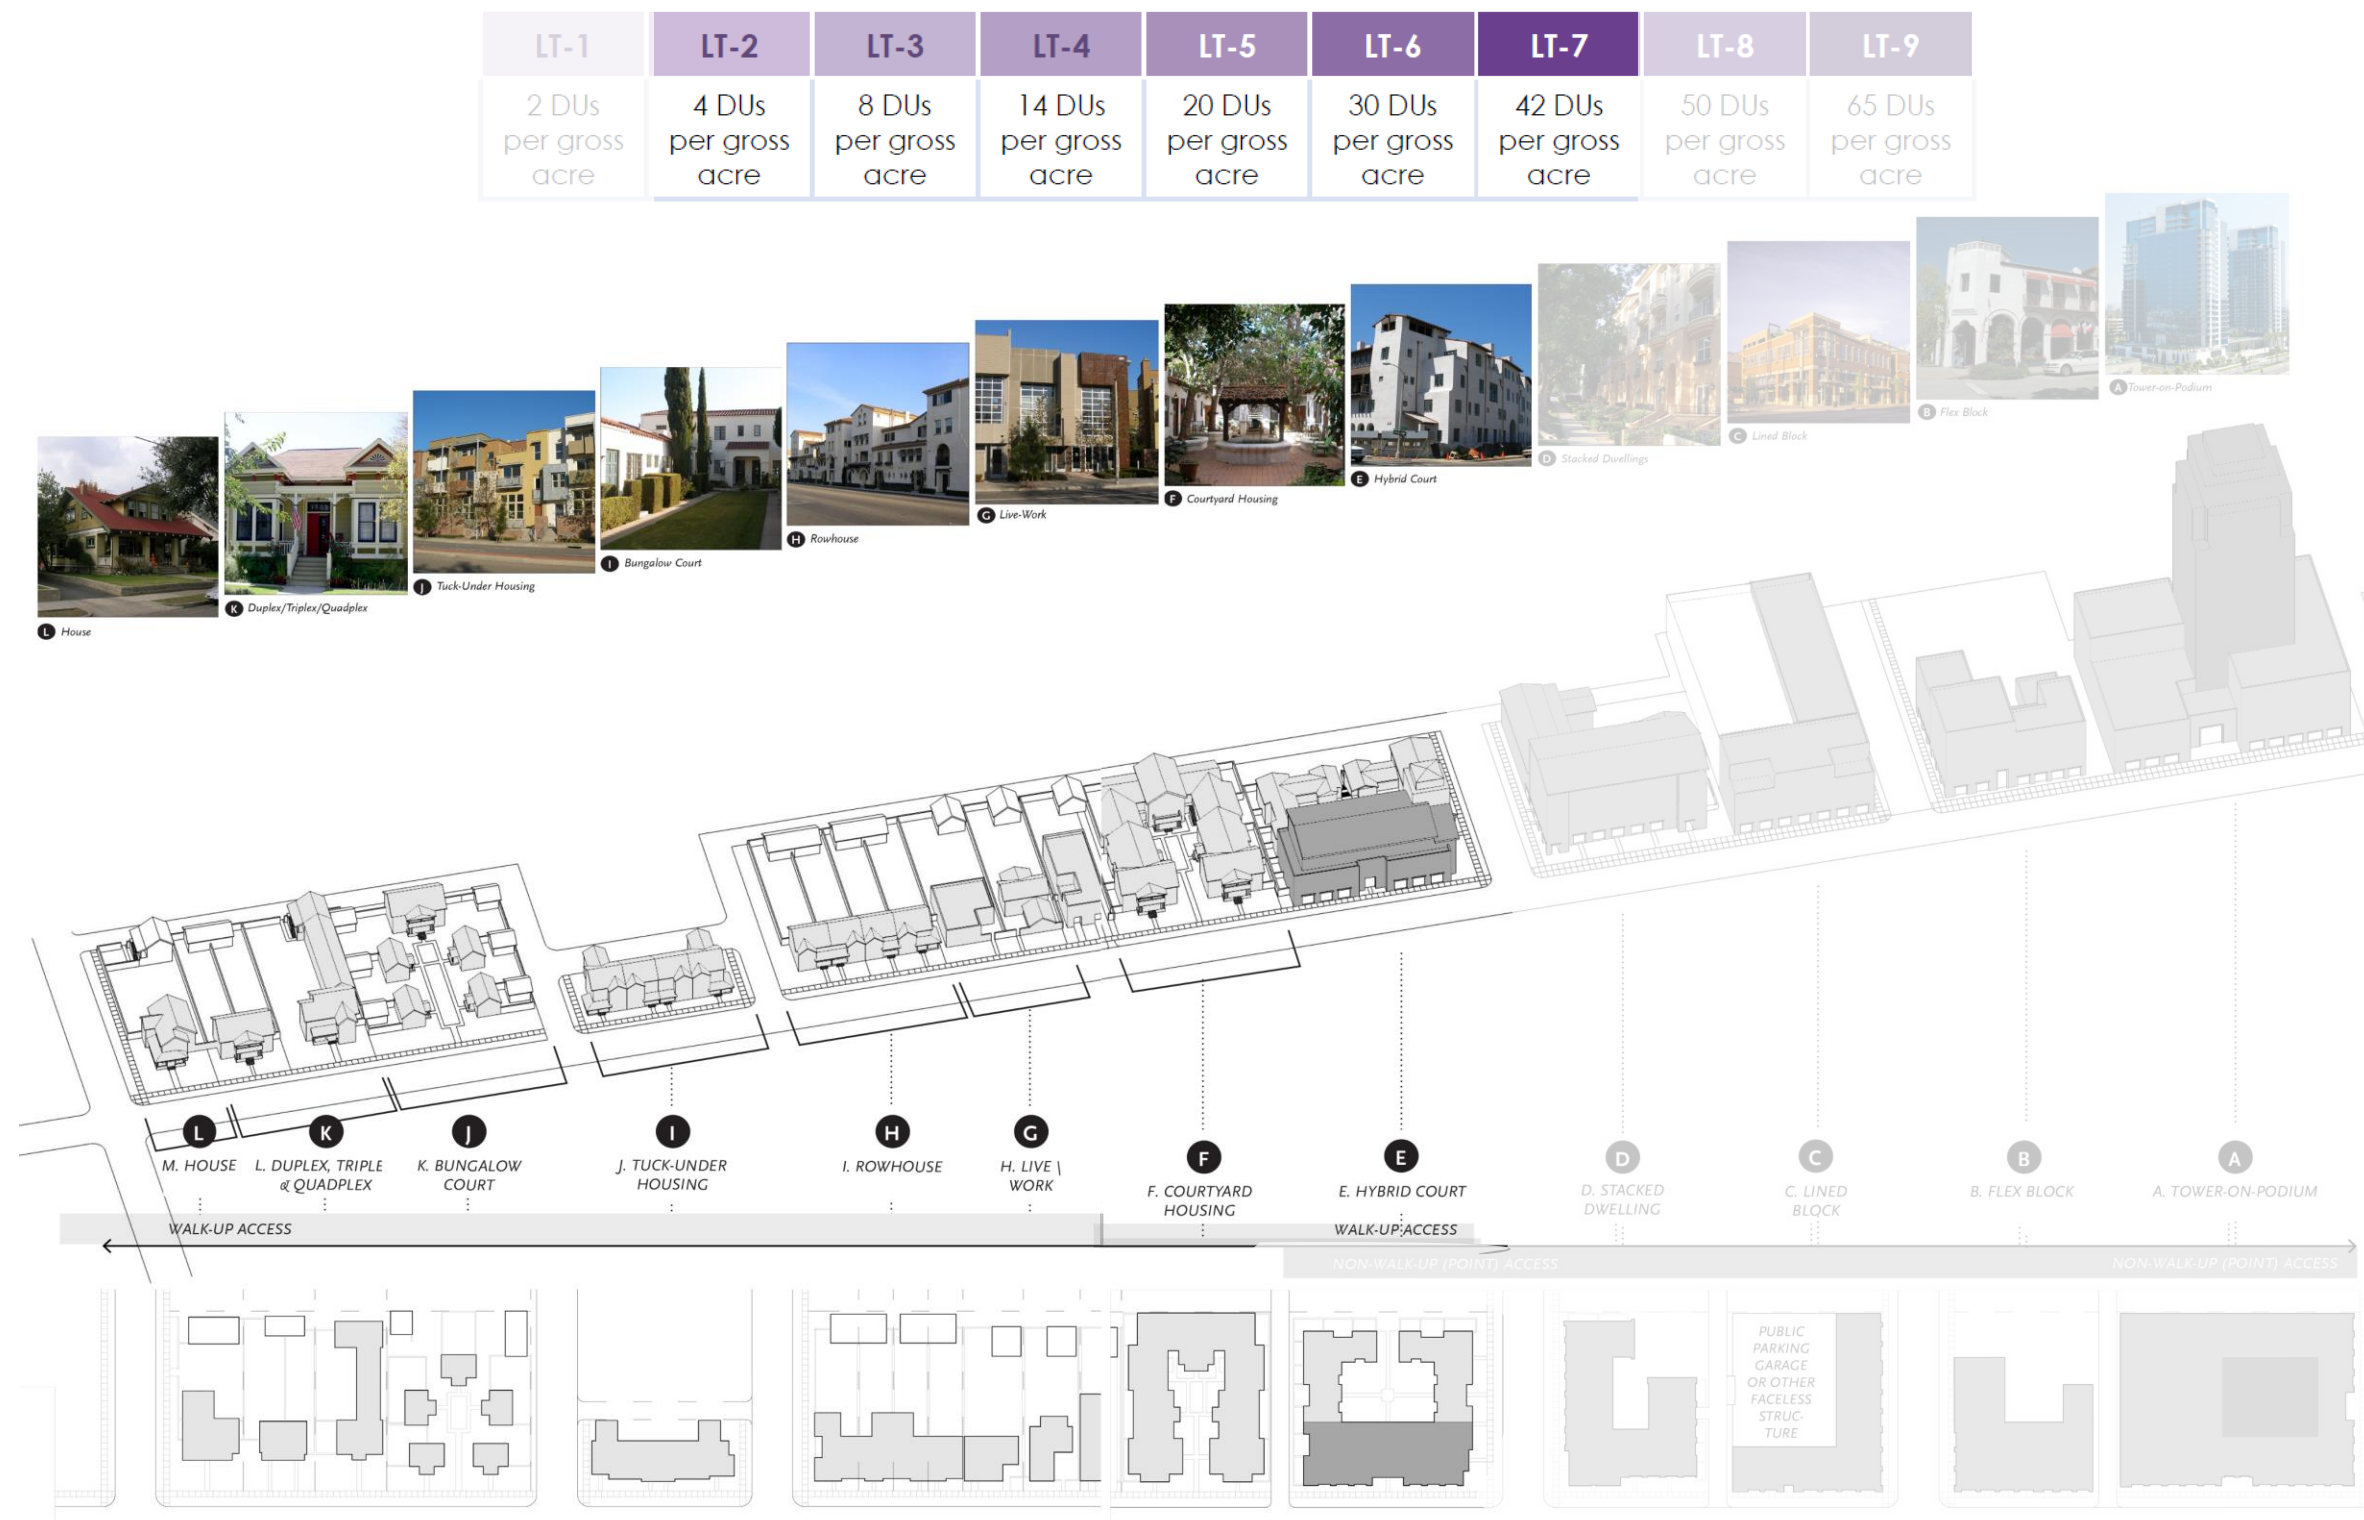 LT-1 LT-2 LT-3 LT-4 LT-5 LT-6 LT-7 LT-8 LT-9
2 DUs 4 DUs 8 DUs 14 DUs 20 DUs 30 DUs 42 DUs 50 DUs 65 DUs
per gross per gross per gross per gross per gross per gross per gross per gross per gross
acre acre acre acre acre acre acre acre acre
A Tower-on-Podium
B Flex Block
C Lined Block
D Stacked Dwellings
E Hybrid Court
F Courtyard Housing
G Live-Work
H Rowhouse
I Bungalow Court
J Tuck-Under Housing
K Duplex/Triplex/Quadplex
L House
L K J I H G F E D C B A
M. HOUSE
L. DUPLEX, TRIPLE
& QUADPLEX
K. BUNGALOW
COURT
J. TUCK-UNDER
HOUSING
I. ROWHOUSE
H. LIVE \
WORK
F. COURTYARD
HOUSING
E. HYBRID COURT
D. STACKED
DWELLING
C. LINED
BLOCK
B. FLEX BLOCK
A. TOWER-ON-PODIUM
WALK-UP ACCESS
WALK-UP ACCESS
NON-WALK-UP (POINT) ACCESS
NON-WALK-UP (POINT) ACCESS
PUBLIC
PARKING
GARAGE
OR OTHER
FACELESS
STRUC-
TURE